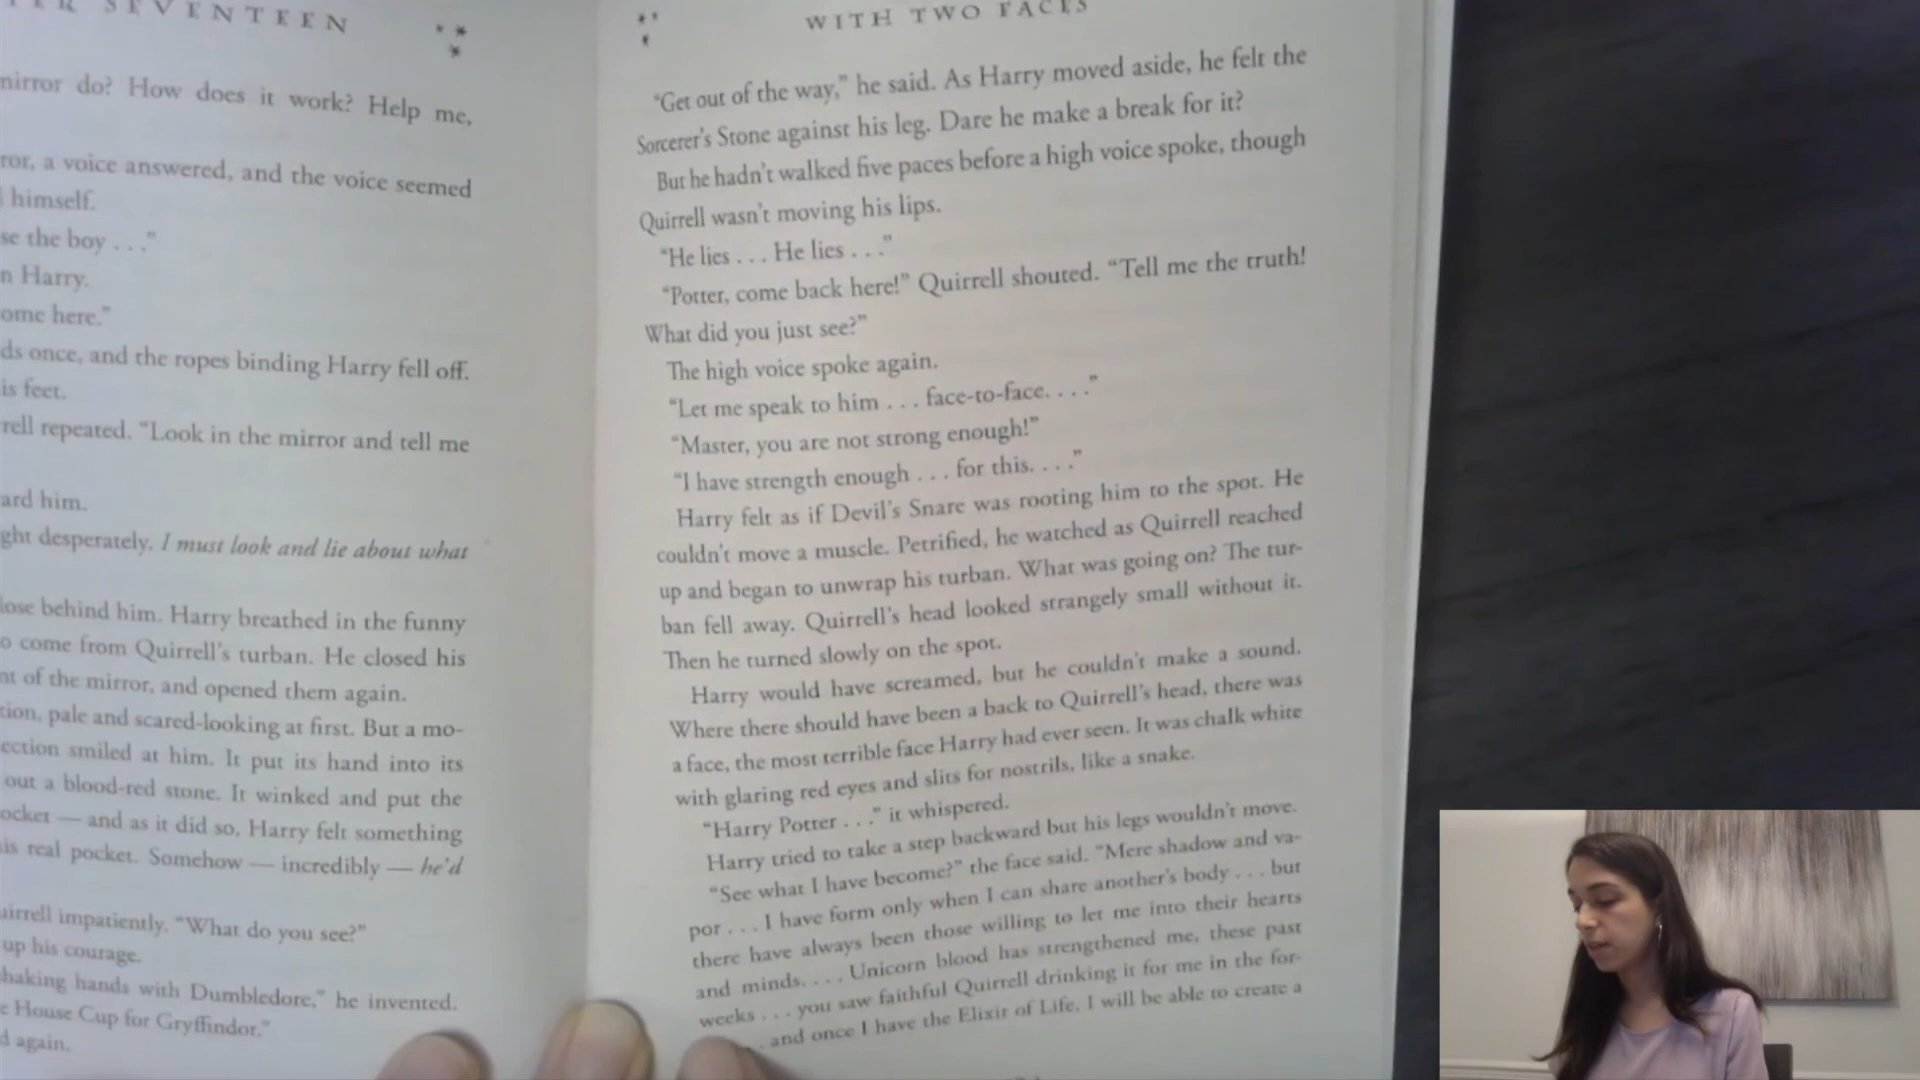 SEVENTEEN
mirror do? How does it work? Help me,
a voice answered, and the voice seemed
himself.
the boy . . ."
Harry.
here."
once, and the ropes binding Harry fell off.
feet.
repeated. "Look in the mirror and tell me
him.
desperately. I must look and lie about what
behind him. Harry breathed in the funny
come from Quirrell's turban. He closed his
of the mirror, and opened them again.
pale and scared-looking at first. But a mo-
smiled at him. It put its hand into its
out a blood-red stone. It winked and put the
— and as it did so, Harry felt something
real pocket. Somehow — incredibly — he'd
impatiently. "What do you see?"
up his courage.
hands with Dumbledore," he invented.
House Cup for Gryffindor."
again.
WITH TWO FACES
"Get out of the way," he said. As Harry moved aside, he felt the
Sorcerer's Stone against his leg. Dare he make a break for it?
But he hadn't walked five paces before a high voice spoke, though
Quirrell wasn't moving his lips.
"He lies . . . He lies . . ."
"Potter, come back here!" Quirrell shouted. "Tell me the truth!
What did you just see?"
The high voice spoke again.
"Let me speak to him . . . face-to-face. . . ."
"Master, you are not strong enough!"
"I have strength enough . . . for this. . . ."
Harry felt as if Devil's Snare was rooting him to the spot. He
couldn't move a muscle. Petrified, he watched as Quirrell reached
up and began to unwrap his turban. What was going on? The tur-
ban fell away. Quirrell's head looked strangely small without it.
Then he turned slowly on the spot.
Harry would have screamed, but he couldn't make a sound.
Where there should have been a back to Quirrell's head, there was
a face, the most terrible face Harry had ever seen. It was chalk white
with glaring red eyes and slits for nostrils, like a snake.
"Harry Potter . . ." it whispered.
Harry tried to take a step backward but his legs wouldn't move.
"See what I have become?" the face said. "Mere shadow and va-
por . . . I have form only when I can share another's body . . . but
there have always been those willing to let me into their hearts
and minds. . . . Unicorn blood has strengthened me, these past
weeks . . . you saw faithful Quirrell drinking it for me in the for-
. and once I have the Elixir of Life, I will be able to create a